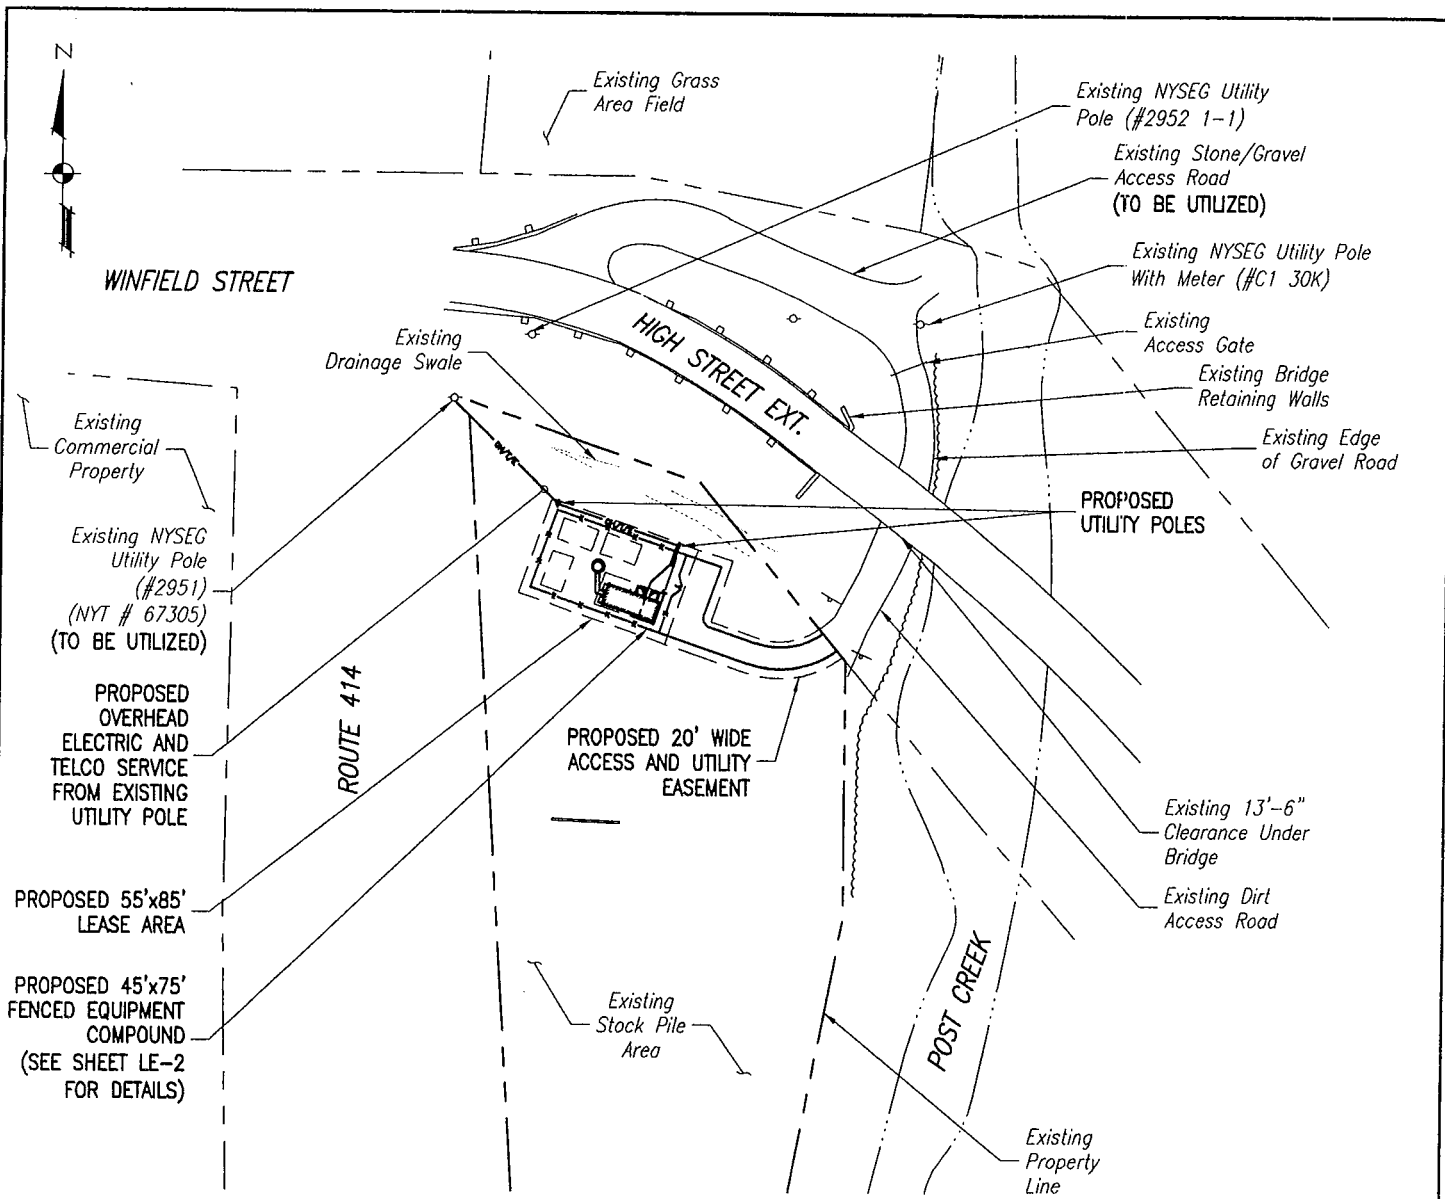 N
Existing Grass
Area Field
Existing NYSEG Utility
Pole (#2952 1-1)
Existing Stone/Gravel
Access Road
(TO BE UTILIZED)
Existing NYSEG Utility Pole
With Meter (#C1 30K)
WINFIELD STREET
HIGH STREET EXT.
Existing
Drainage Swale
Existing
Access Gate
Existing Bridge
Retaining Walls
Existing
Commercial
Property
Existing Edge
of Gravel Road
PROPOSED
UTILITY POLES
Existing NYSEG
Utility Pole
(#2951)
(NYT # 67305)
(TO BE UTILIZED)
PROPOSED
OVERHEAD
ELECTRIC AND
TELCO SERVICE
FROM EXISTING
UTILITY POLE
ROUTE 414
PROPOSED 20' WIDE
ACCESS AND UTILITY
EASEMENT
Existing 13'-6"
Clearance Under
Bridge
Existing Dirt
Access Road
PROPOSED 55'x85'
LEASE AREA
PROPOSED 45'x75'
FENCED EQUIPMENT
COMPOUND
(SEE SHEET LE-2
FOR DETAILS)
Existing
Stock Pile
Area
POST CREEK
Existing
Property
Line